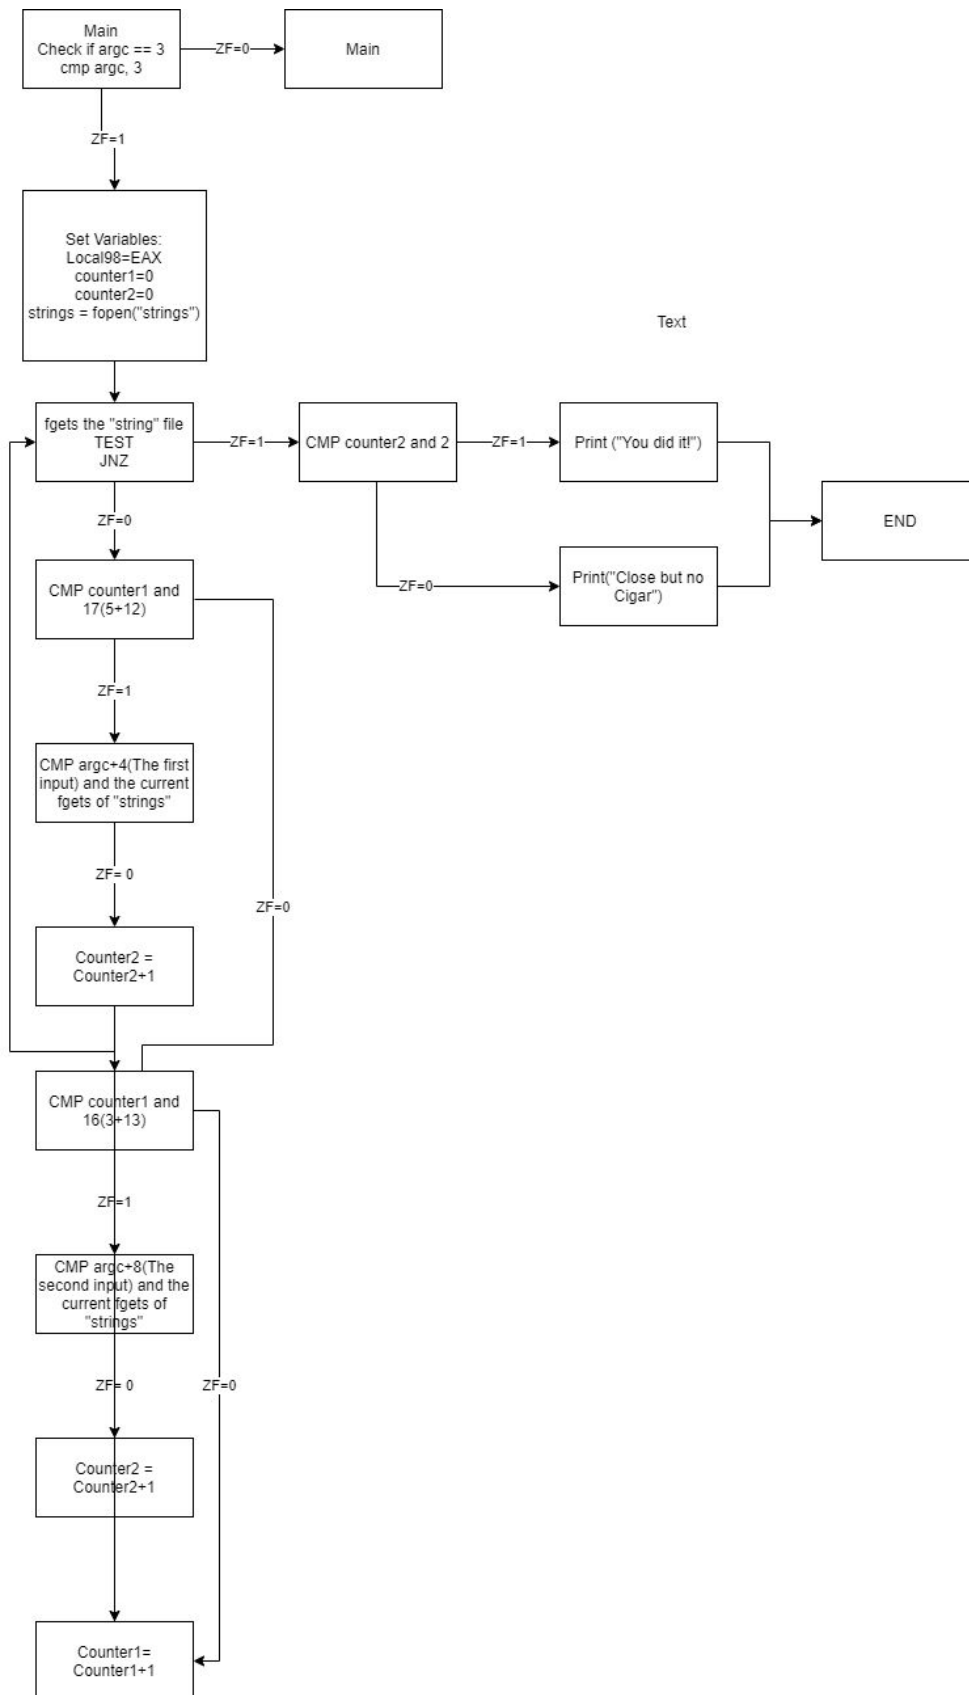 Main
Check if argc == 3
cmp argc, 3
ZF=0
Main
ZF=1
Set Variables:
Local98=EAX
counter1=0
counter2=0
strings = fopen("strings")
Text
fgets the "string" file
TEST
JNZ
ZF=1
CMP counter2 and 2
ZF=1
Print ("You did it!")
END
ZF=0
ZF=0
Print("Close but no
Cigar")
CMP counter1 and
17(5+12)
ZF=1
CMP argc+4(The first
input) and the current
fgets of "strings"
ZF= 0
ZF=0
Counter2 =
Counter2+1
CMP counter1 and
16(3+13)
ZF=1
CMP argc+8(The
second input) and the
current fgets of
"strings"
ZF= 0
ZF=0
Counter2 =
Counter2+1
Counter1=
Counter1+1